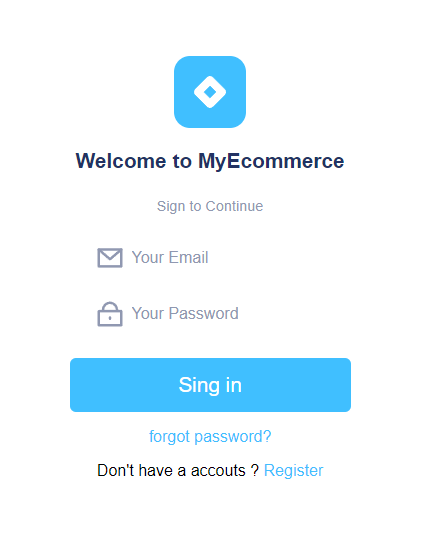 Welcome to MyEcommerce
Sign to Continue
Your Email
Your Password
Sing in
forgot password?
Don't have a accouts ? Register